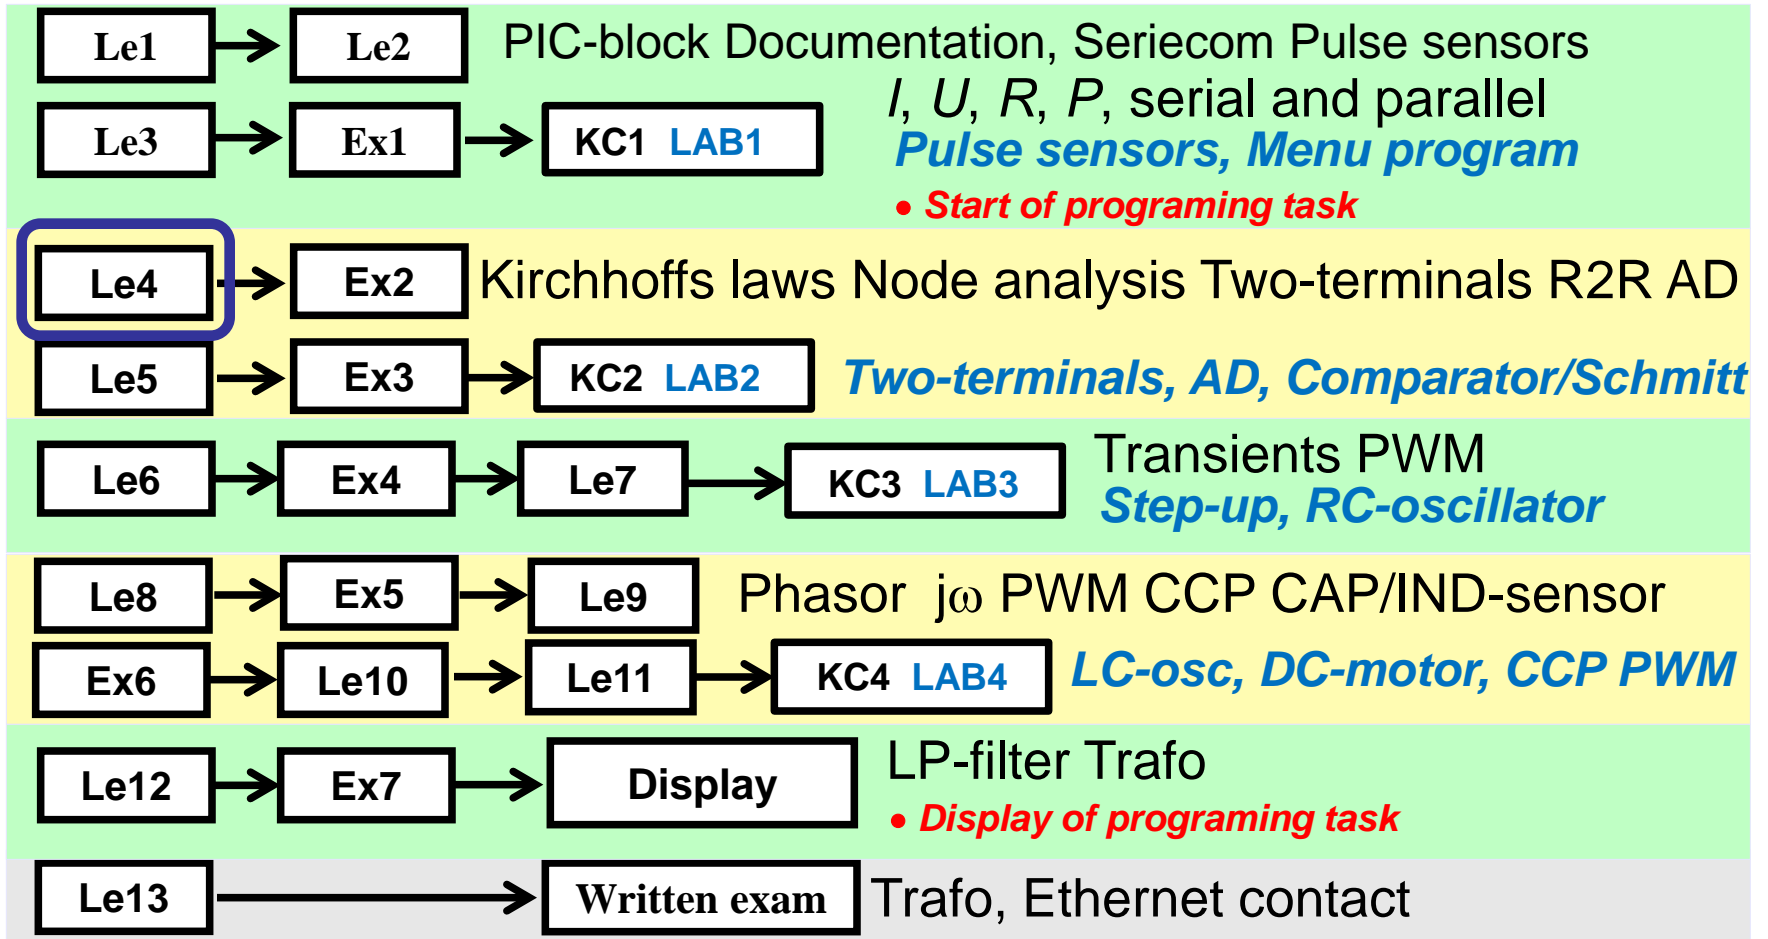 Le1 Le2 PIC-block Documentation, Seriecom Pulse sensors
I, U, R, P, serial and parallel
Le3 Ex1 KC1 LAB1 Pulse sensors, Menu program
• Start of programing task
Le4 Ex2 Kirchhoffs laws Node analysis Two-terminals R2R AD
Le5 Ex3 KC2 LAB2 Two-terminals, AD, Comparator/Schmitt
Transients PWM
Le6 Ex4 Le7 KC3 LAB3
Step-up, RC-oscillator
Le8 Ex5 Le9 Phasor jω PWM CCP CAP/IND-sensor
Ex6 Le10 Le11 KC4 LAB4 LC-osc, DC-motor, CCP PWM
LP-filter Trafo
Le12 Ex7 Display
• Display of programing task
Le13 Written exam Trafo, Ethernet contact